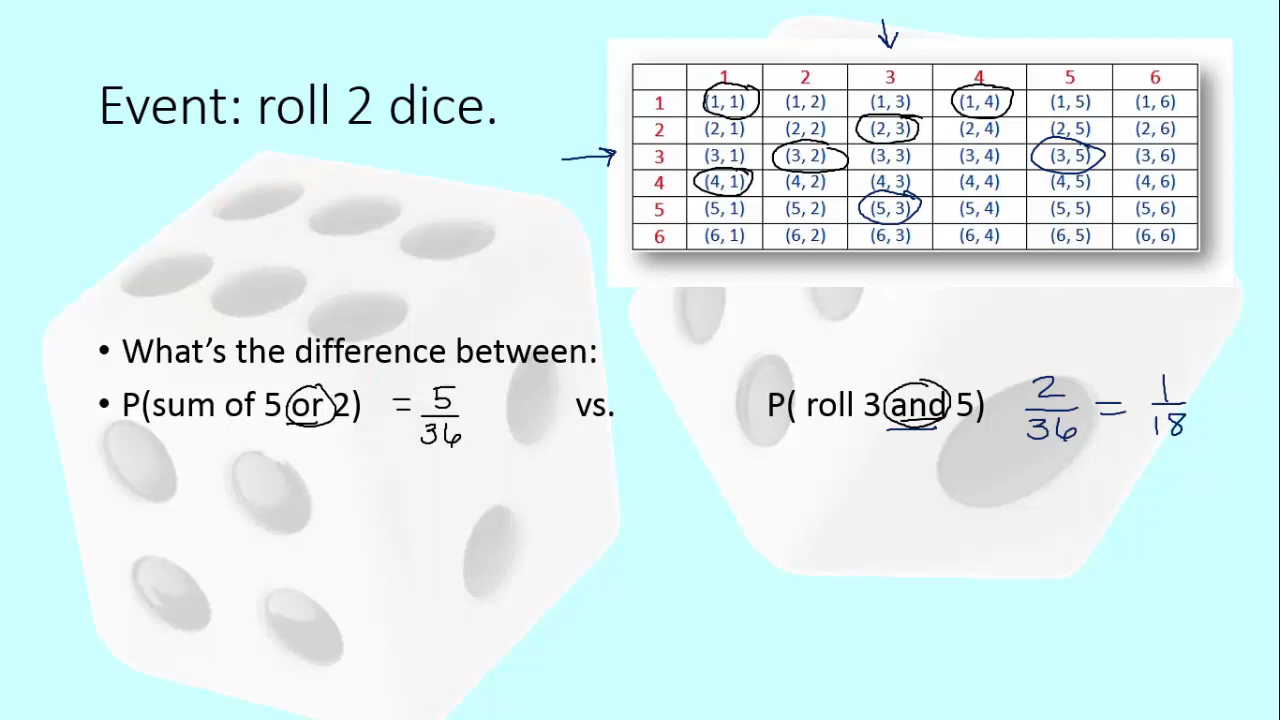 Event: roll 2 dice.
1 2 3 4 5 6
1 (1, 1) (1, 2) (1, 3) (1, 4) (1, 5) (1, 6)
2 (2, 1) (2, 2) (2, 3) (2, 4) (2, 5) (2, 6)
3 (3, 1) (3, 2) (3, 3) (3, 4) (3, 5) (3, 6)
4 (4, 1) (4, 2) (4, 3) (4, 4) (4, 5) (4, 6)
5 (5, 1) (5, 2) (5, 3) (5, 4) (5, 5) (5, 6)
6 (6, 1) (6, 2) (6, 3) (6, 4) (6, 5) (6, 6)
• What's the difference between:
• P(sum of 5 or 2) = 5/36 vs. P( roll 3 and 5) 2/36 = 1/18